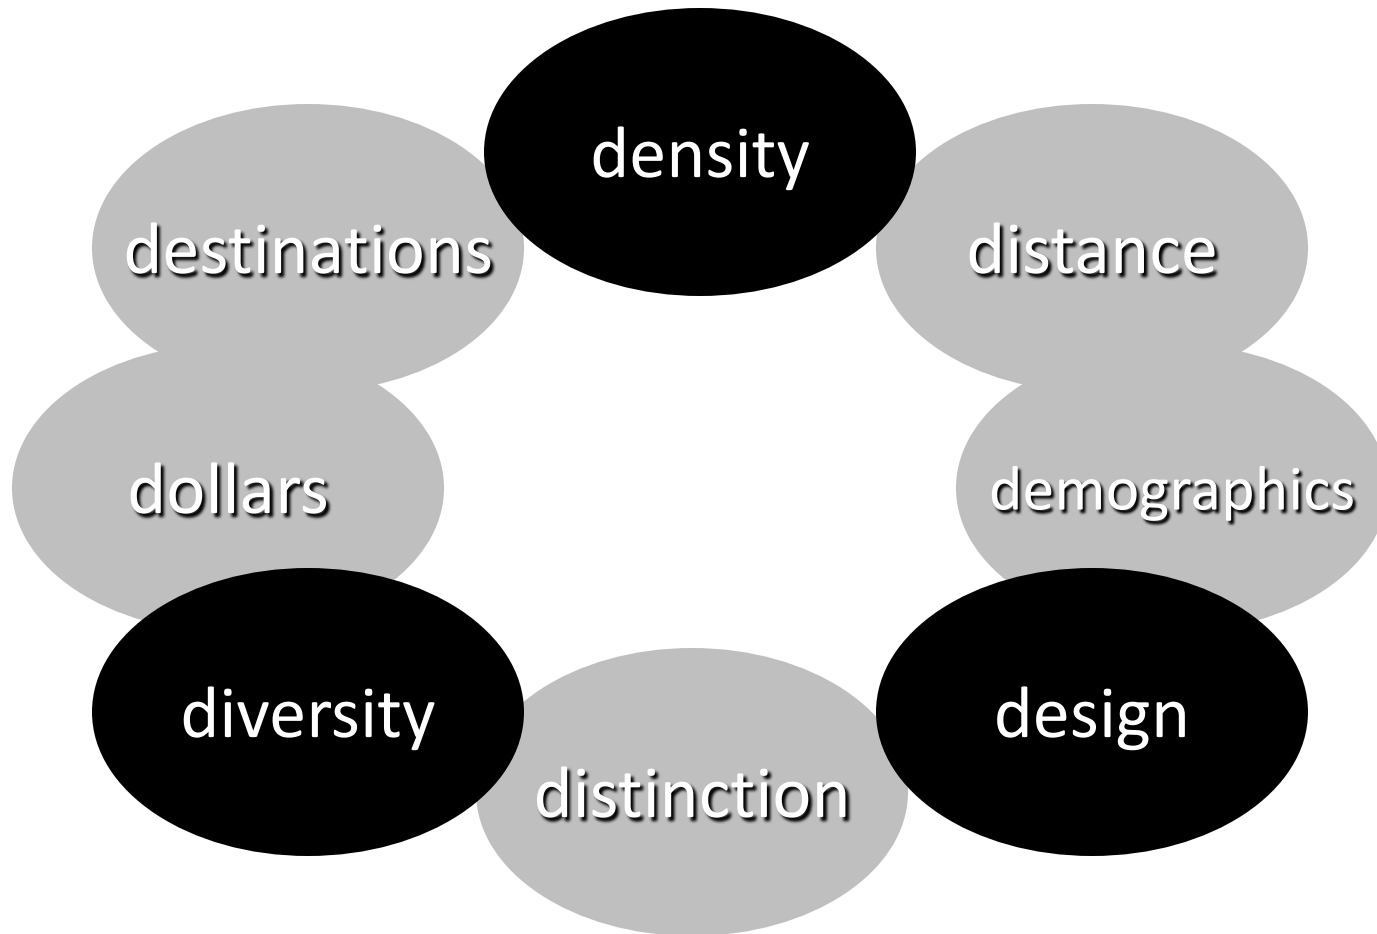 density
destinations
distance
dollars
demographics
diversity
design
distinction